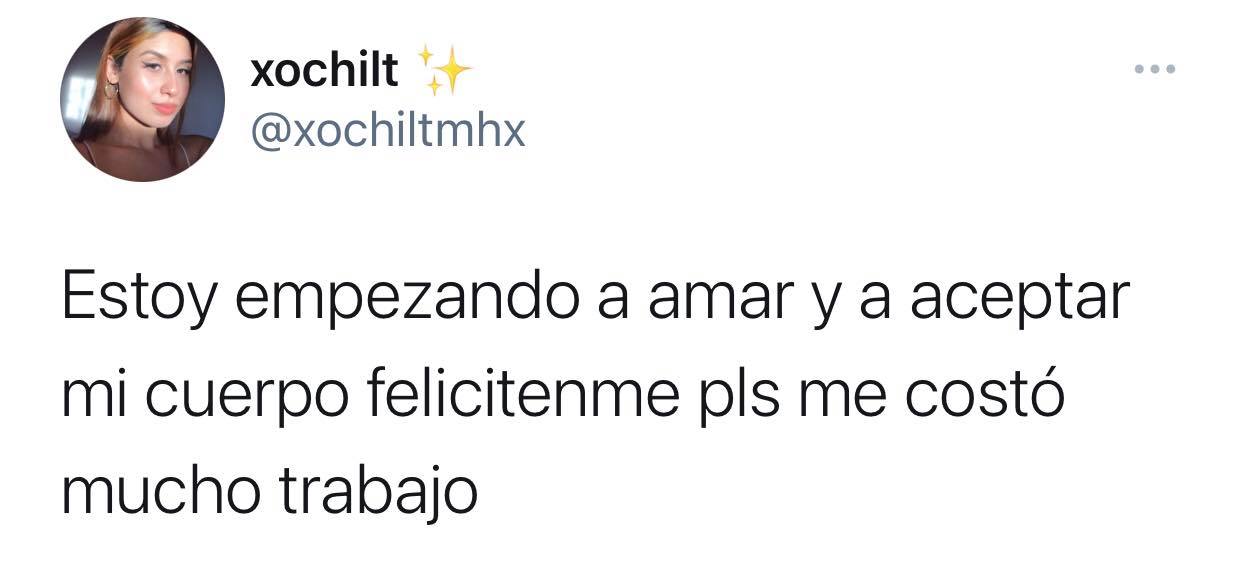 xochilt ✨
@xochiltmhx
Estoy empezando a amar y a aceptar
mi cuerpo felicitenme pls me costó
mucho trabajo